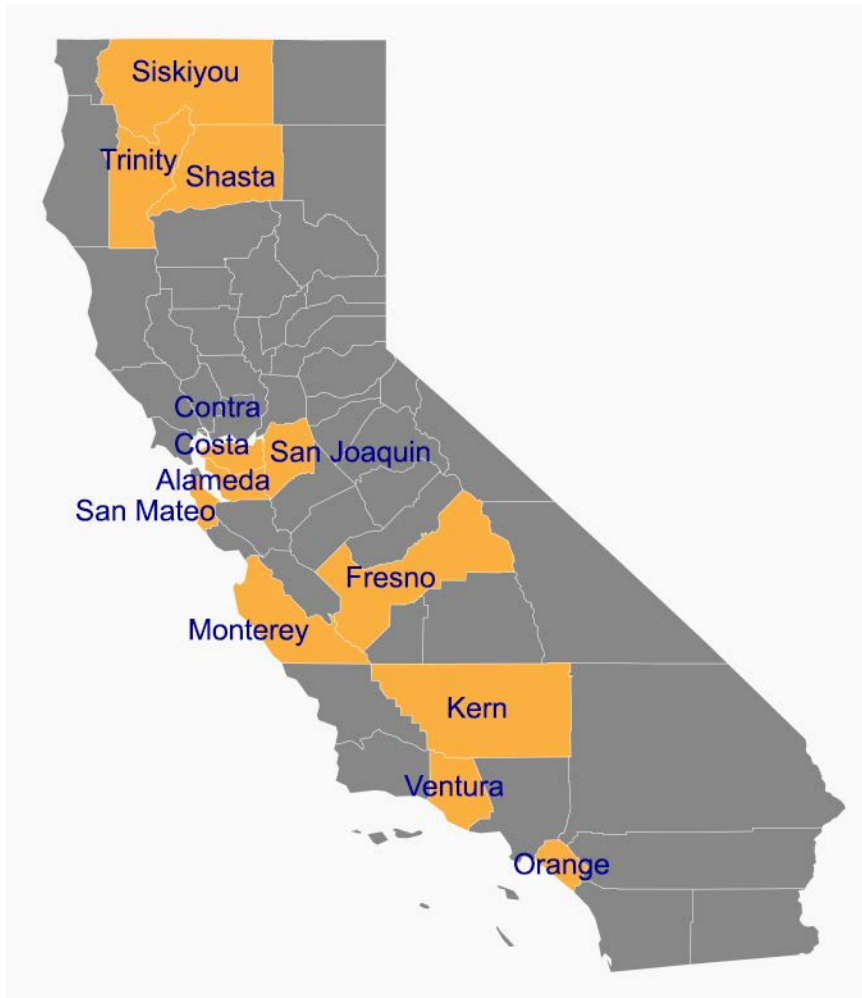 Siskiyou
Trinity
Shasta
Contra
Costa
San Joaquin
Alameda
San Mateo
Fresno
Monterey
Kern
Ventura
Orange